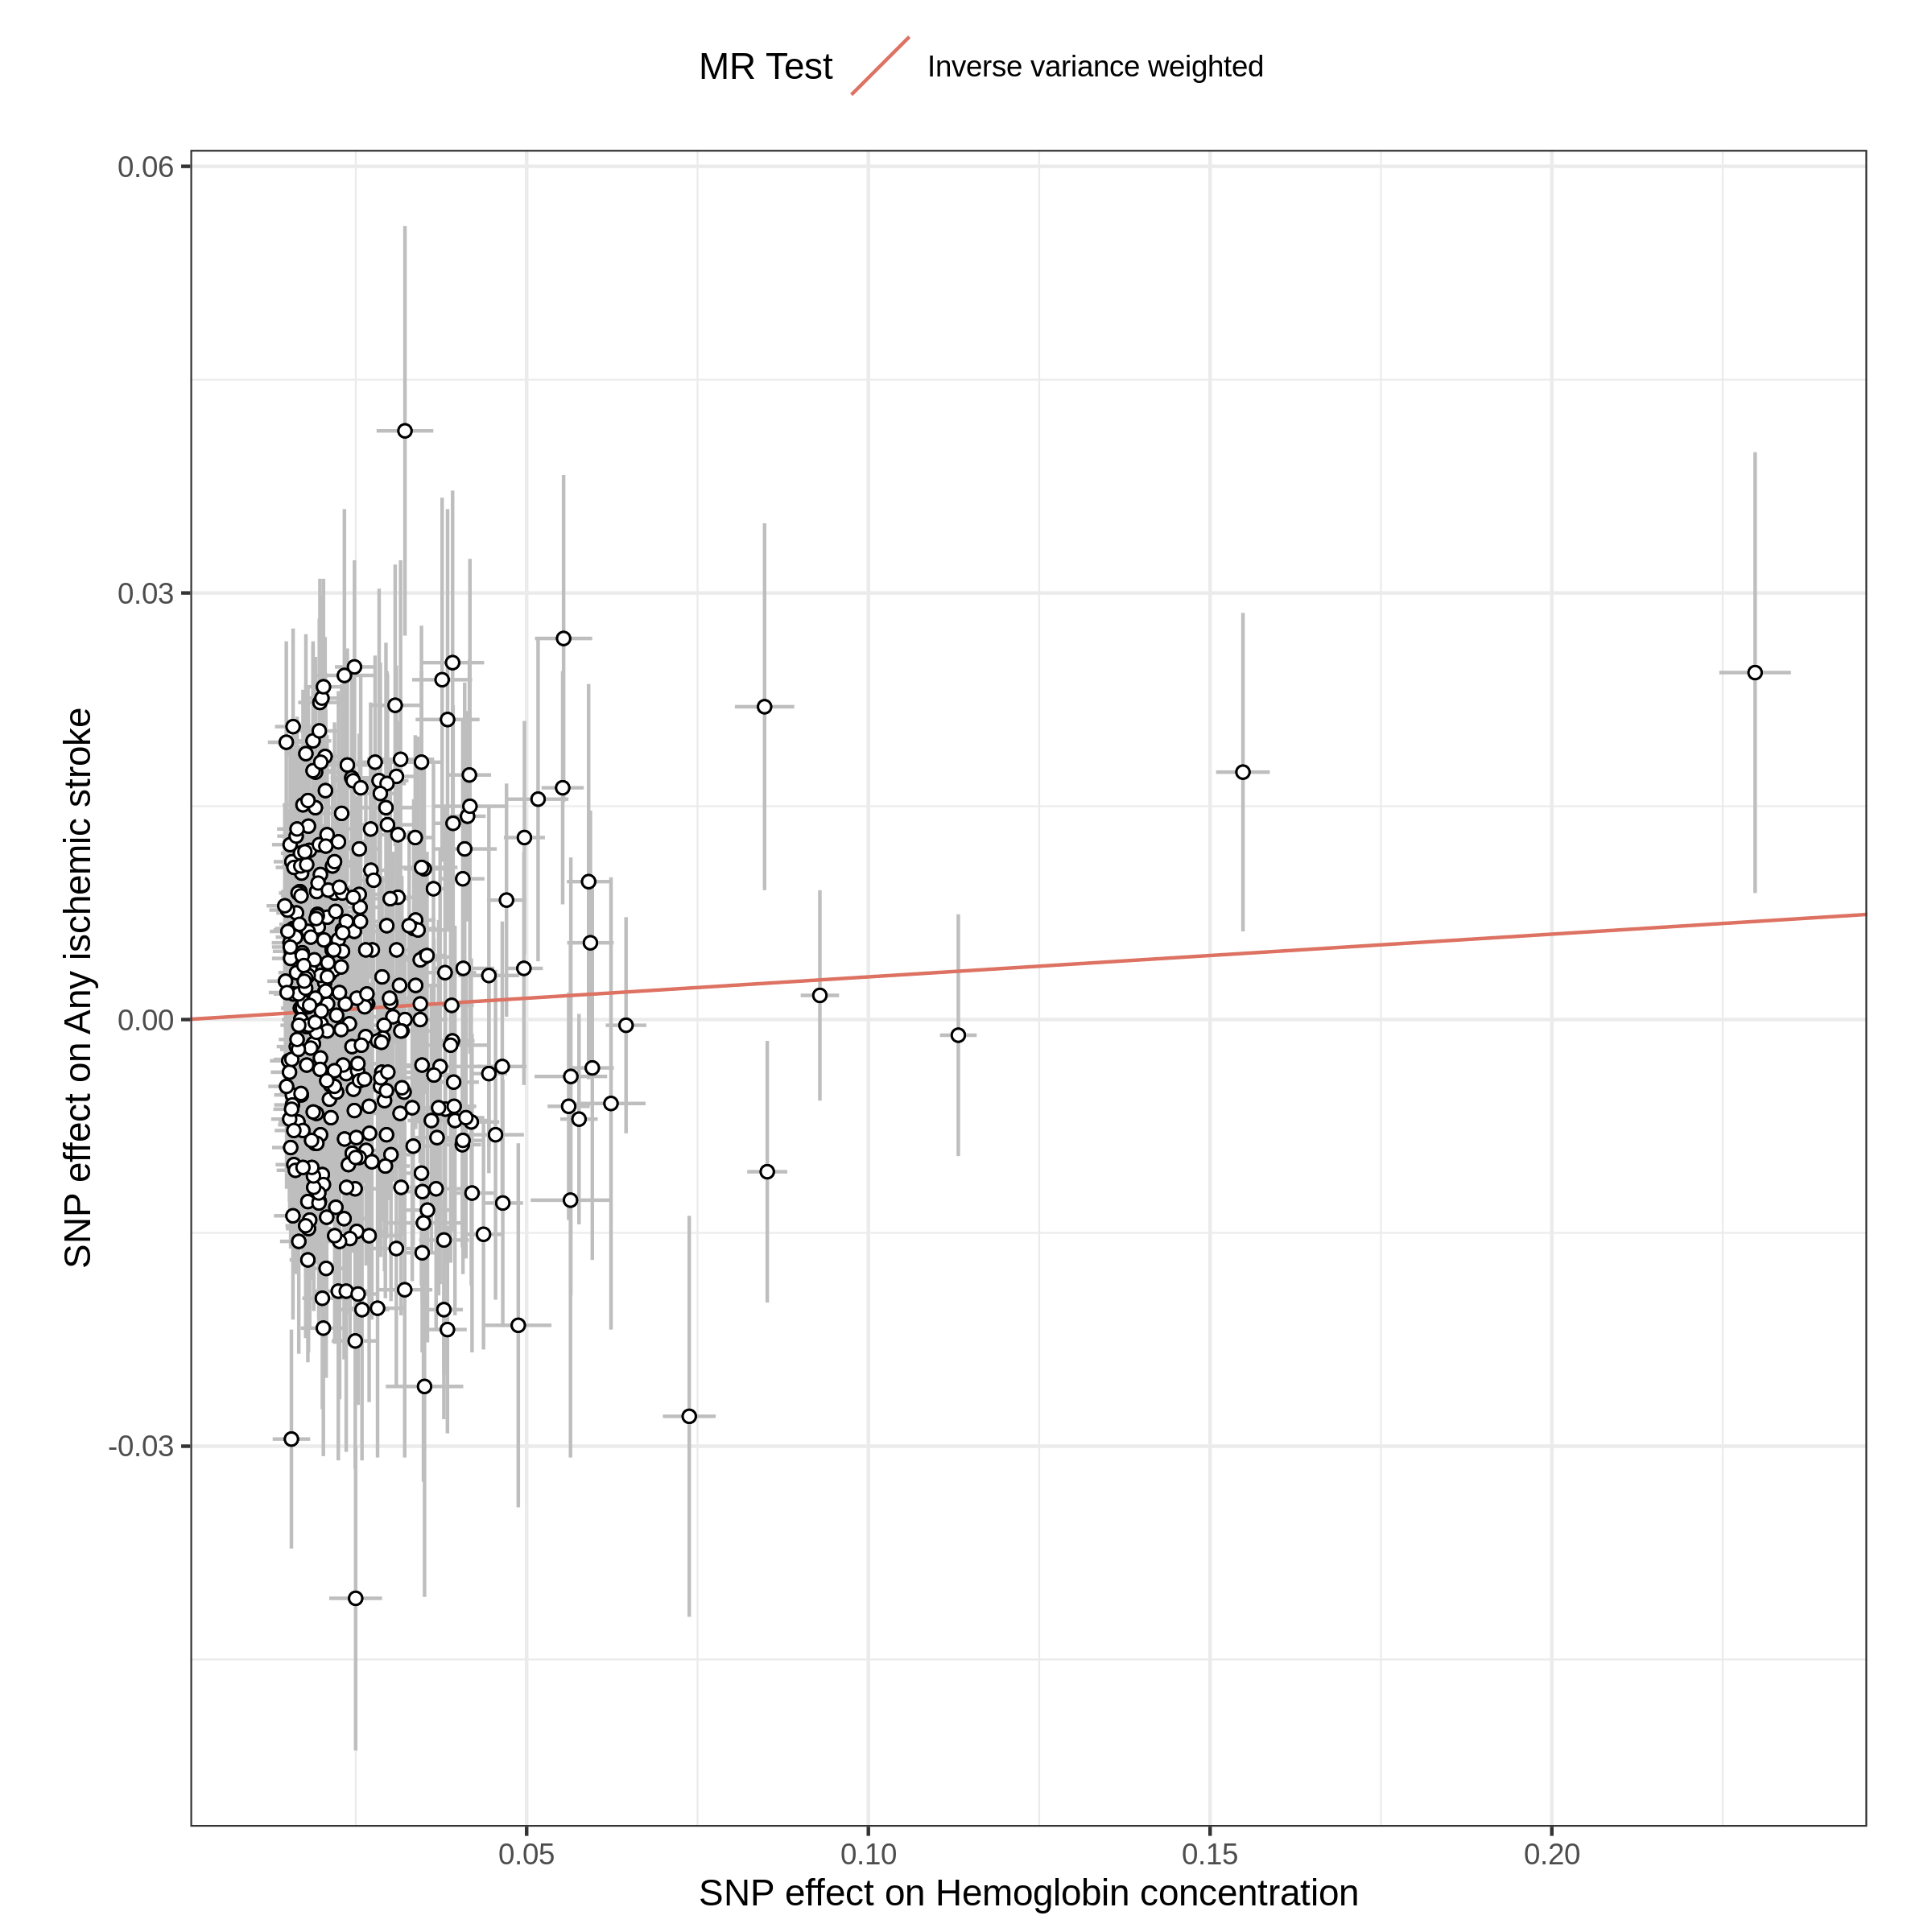 MR Test
Inverse variance weighted
0.06
0.03
0.00
-0.03
SNP effect on Any ischemic stroke
0.05
0.10
0.15
0.20
SNP effect on Hemoglobin concentration